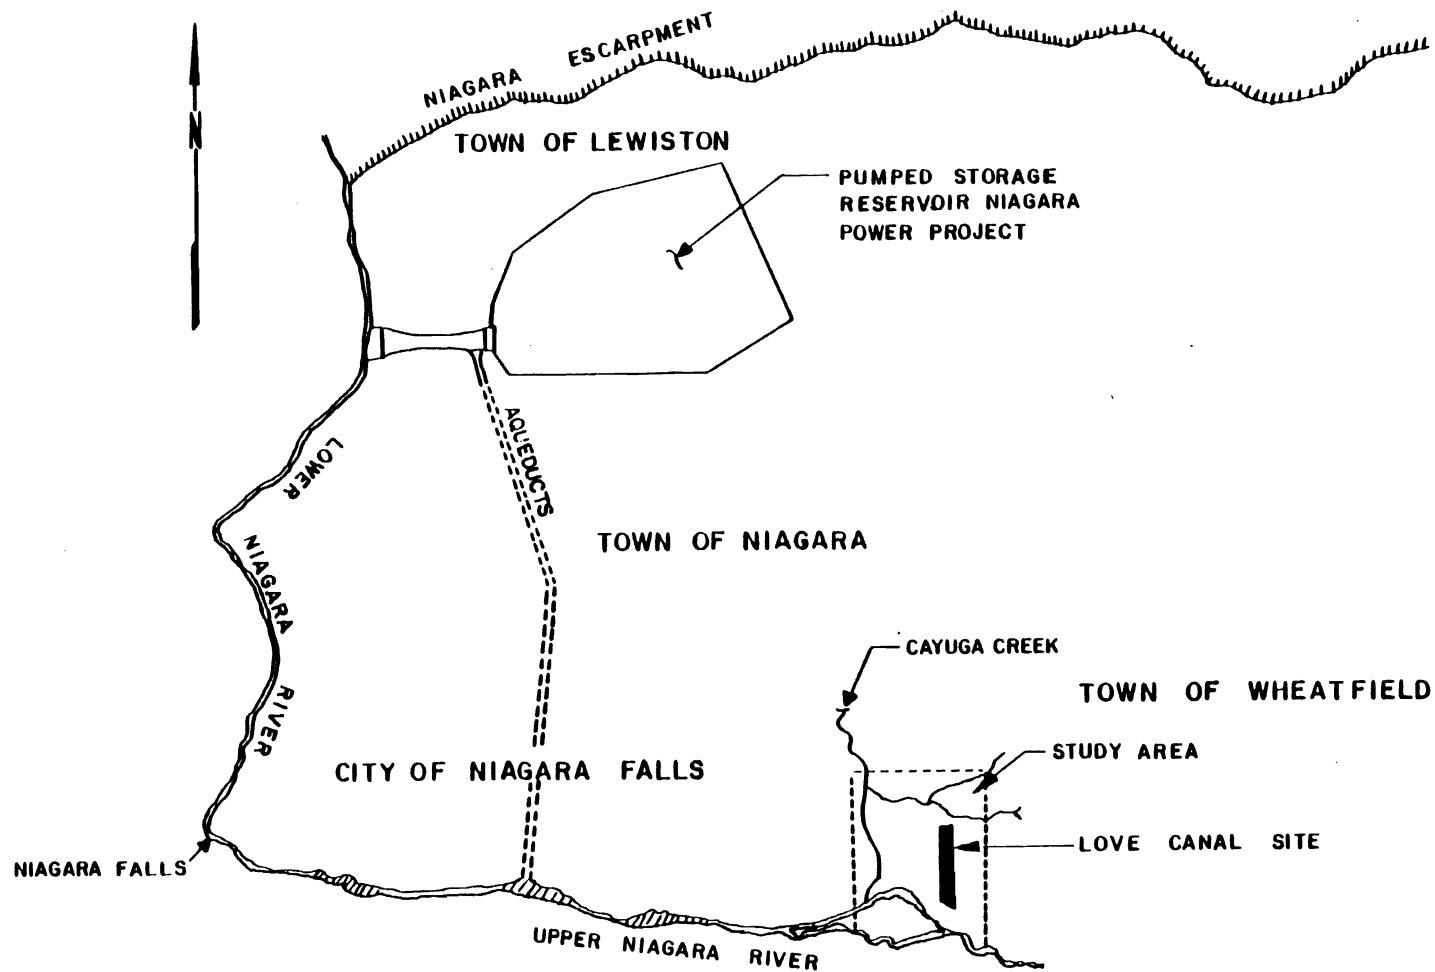 NIAGARA ESCARPMENT
N
TOWN OF LEWISTON
PUMPED STORAGE
RESERVOIR NIAGARA
POWER PROJECT
AQUEDUCTS
LOWER
NIAGARA
RIVER
TOWN OF NIAGARA
CAYUGA CREEK
TOWN OF WHEATFIELD
STUDY AREA
CITY OF NIAGARA FALLS
LOVE CANAL SITE
NIAGARA FALLS
UPPER NIAGARA RIVER